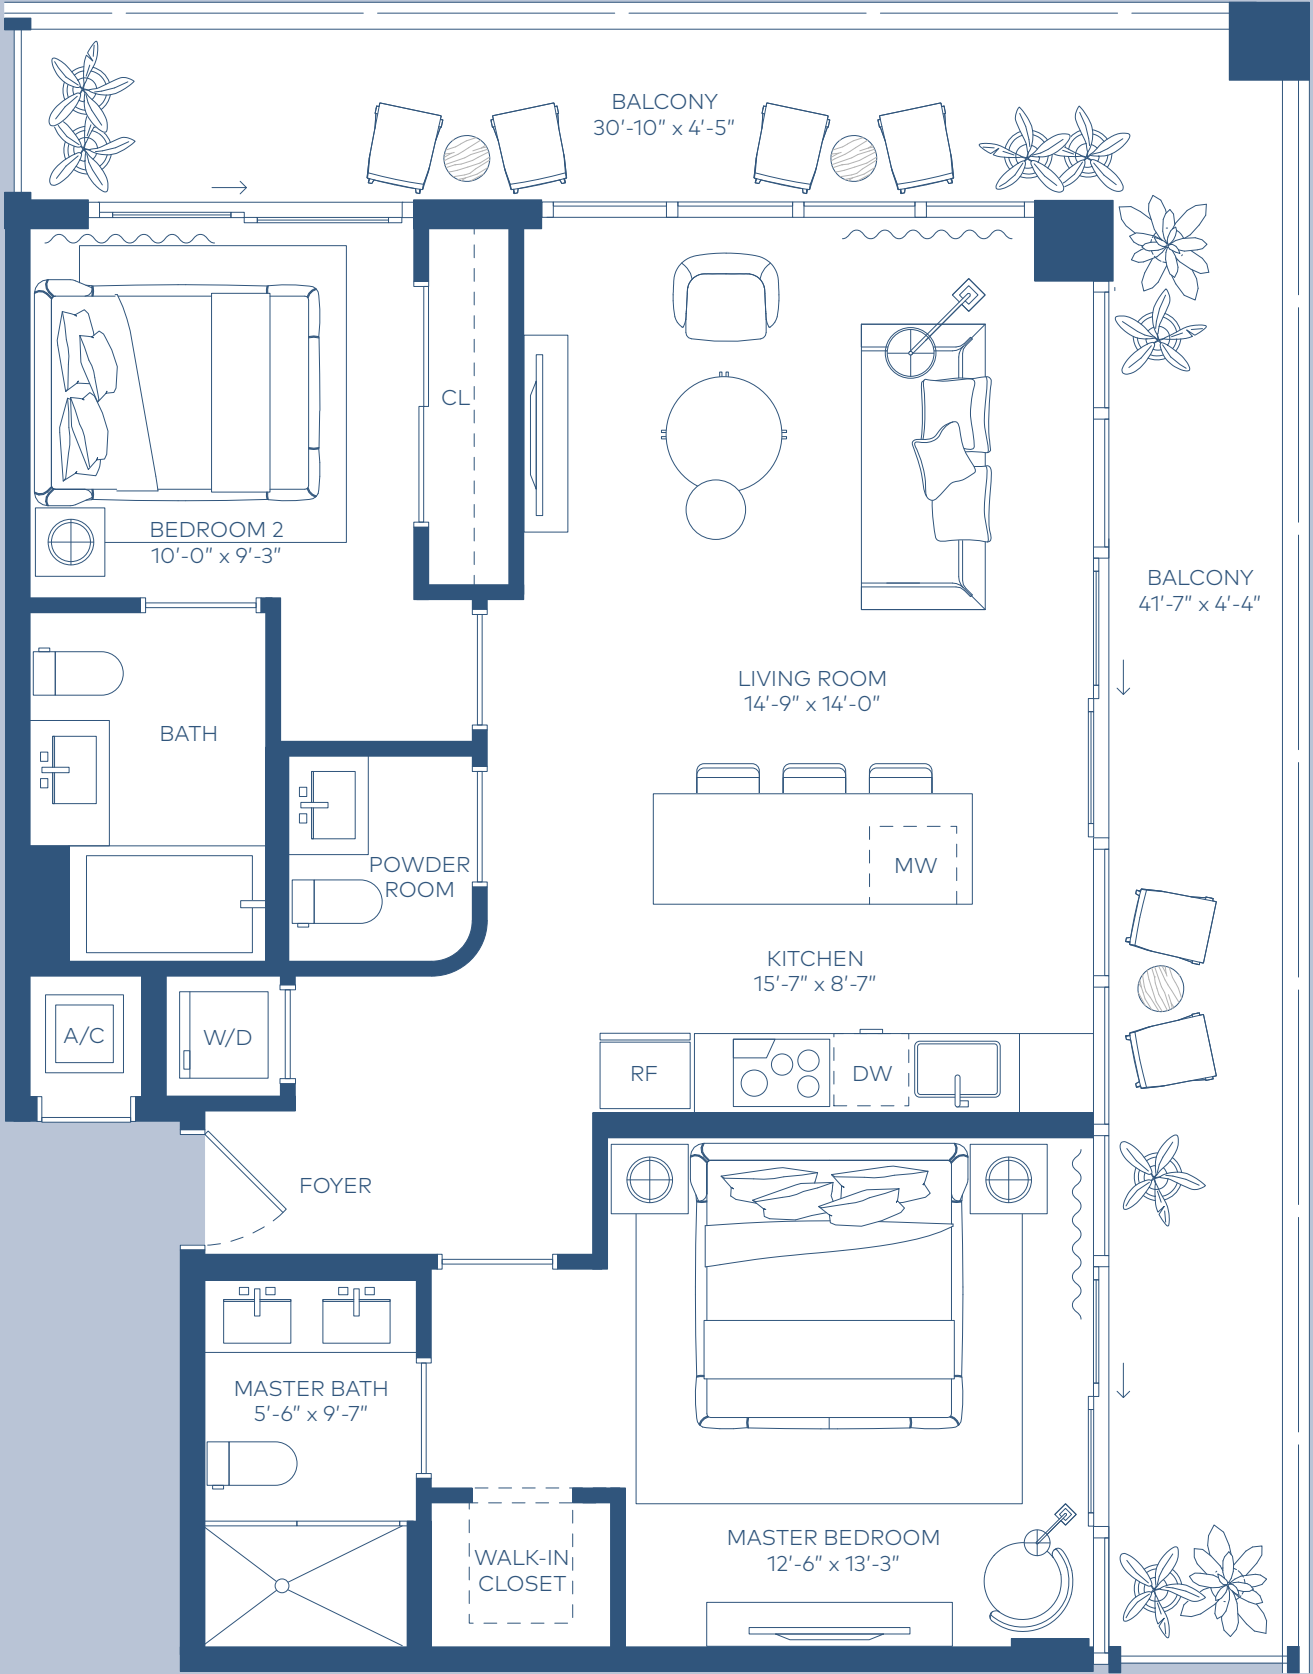 BALCONY
30'-10" x 4'-5"
CL
BEDROOM 2
10'-0" x 9'-3"
BALCONY
41'-7" x 4'-4"
LIVING ROOM
14'-9" x 14'-0"
BATH
POWDER
ROOM
MW
KITCHEN
15'-7" x 8'-7"
A/C
W/D
RF
DW
FOYER
MASTER BATH
5'-6" x 9'-7"
WALK-IN
CLOSET
MASTER BEDROOM
12'-6" x 13'-3"